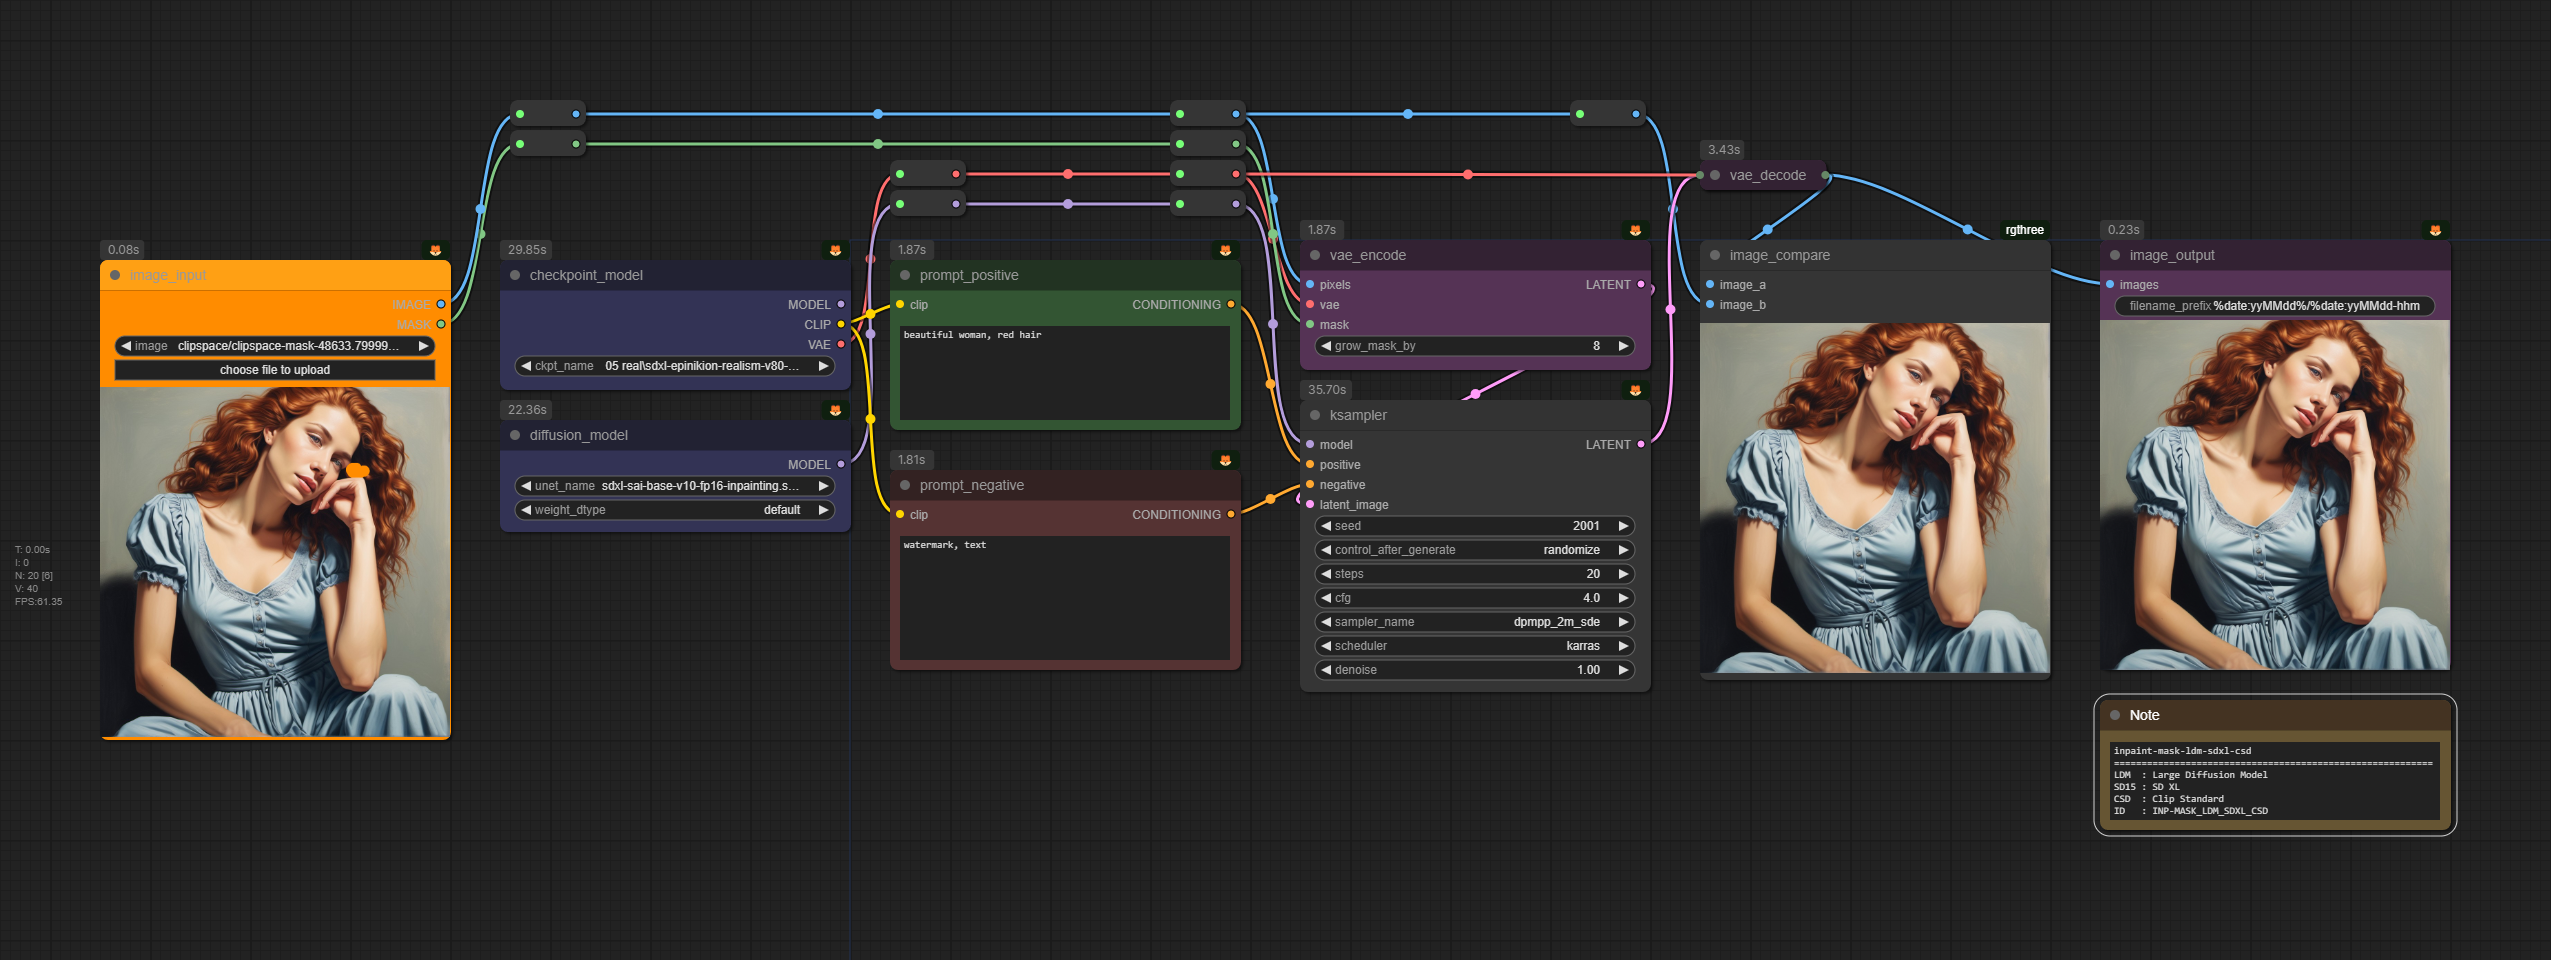 0.08s
image_input
IMAGE
MASK
image clipspace/clipspace-mask-48633.79999...
choose file to upload
T: 0.00s
I: 0
N: 20 [6]
V: 40
FPS:61.35
29.85s
checkpoint_model
MODEL
CLIP
VAE
ckpt_name 05 real\sdxl-epinikion-realism-v80-...
22.36s
diffusion_model
MODEL
unet_name sdxl-sai-base-v10-fp16-inpainting.s...
weight_dtype default
1.87s
prompt_positive
clip CONDITIONING
beautiful woman, red hair
1.81s
prompt_negative
clip CONDITIONING
watermark, text
1.87s
vae_encode
pixels LATENT
vae
mask
grow_mask_by 8
35.70s
ksampler
model LATENT
positive
negative
latent_image
seed 2001
control_after_generate randomize
steps 20
cfg 4.0
sampler_name dpmpp_2m_sde
scheduler karras
denoise 1.00
3.43s
vae_decode
rgthree
image_compare
image_a
image_b
0.23s
image_output
images
filename_prefix %date:yyMMdd%/%date:yyMMdd-hhm
Note
inpaint-mask-ldm-sdxl-csd
==========================================================
LDM : Large Diffusion Model
SD15 : SD XL
CSD : Clip Standard
ID : INP-MASK_LDM_SDXL_CSD